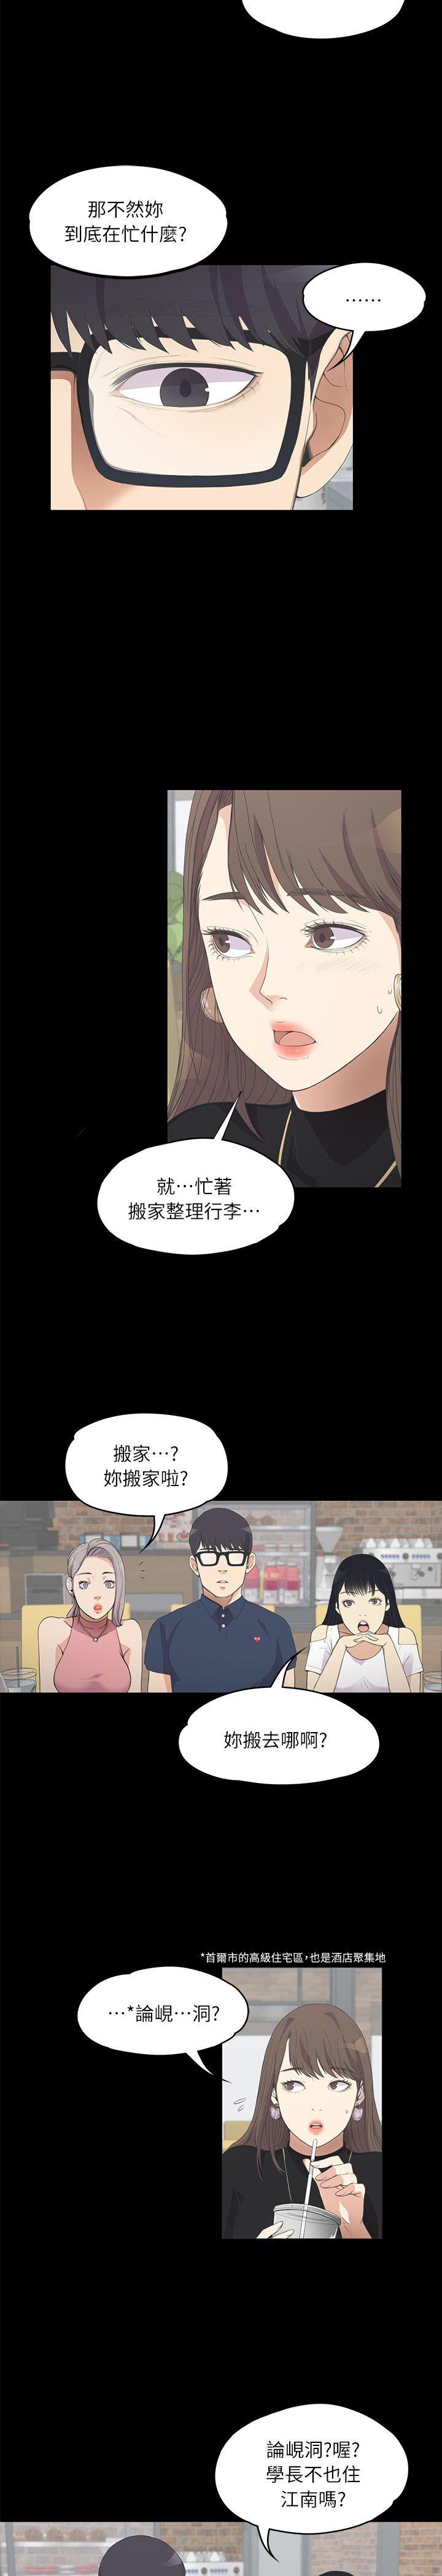 那不然妳
到底在忙什麼?
⋯⋯
就⋯忙著
搬家整理行李⋯
搬家⋯?
妳搬家啦?
妳搬去哪啊?
*首爾市的高級住宅區,也是酒店聚集地
⋯*論峴⋯洞?
論峴洞?喔?
學長不也住
江南嗎?